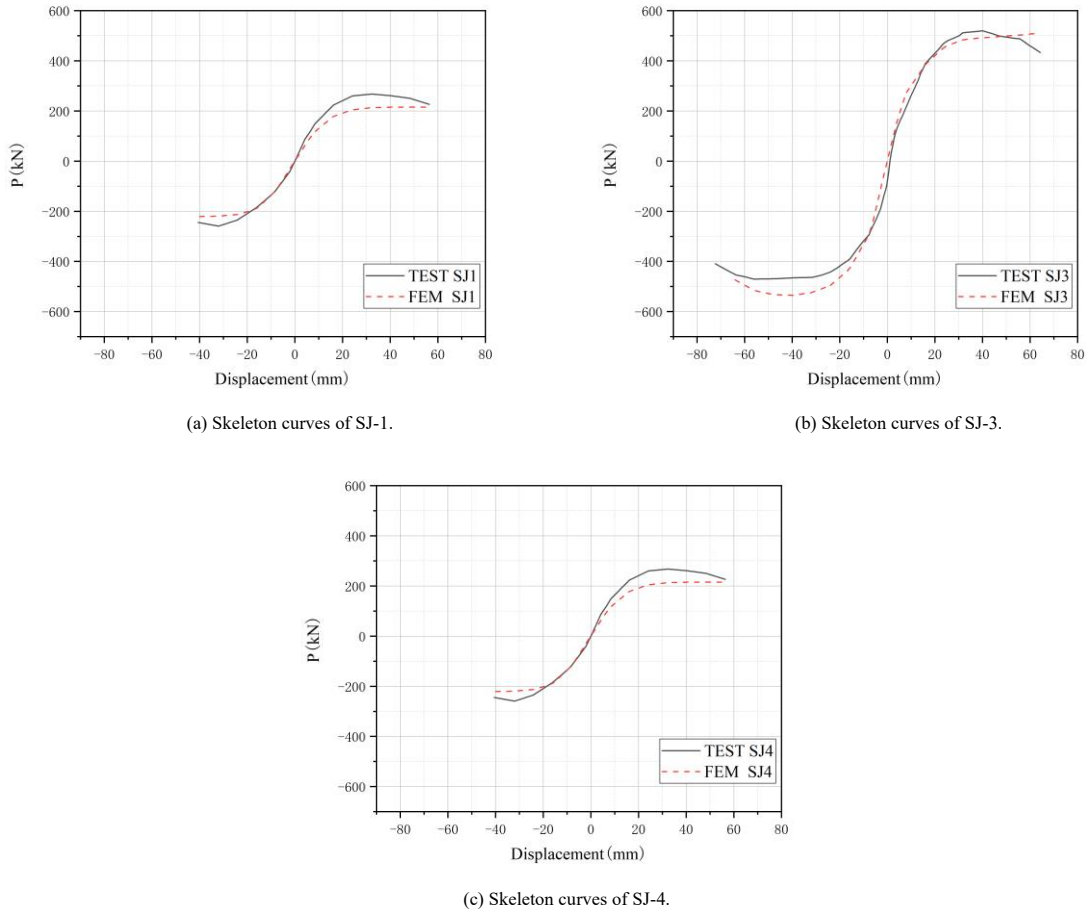 600
400
200
0
-200
-400
-600
P (kN)
TEST SJ1
FEM SJ1
-80 -60 -40 -20 0 20 40 60 80
Displacement (mm)
(a) Skeleton curves of SJ-1.
600
400
200
0
-200
-400
-600
P (kN)
TEST SJ3
FEM SJ3
-80 -60 -40 -20 0 20 40 60 80
Displacement (mm)
(b) Skeleton curves of SJ-3.
600
400
200
0
-200
-400
-600
P (kN)
TEST SJ4
FEM SJ4
-80 -60 -40 -20 0 20 40 60 80
Displacement (mm)
(c) Skeleton curves of SJ-4.